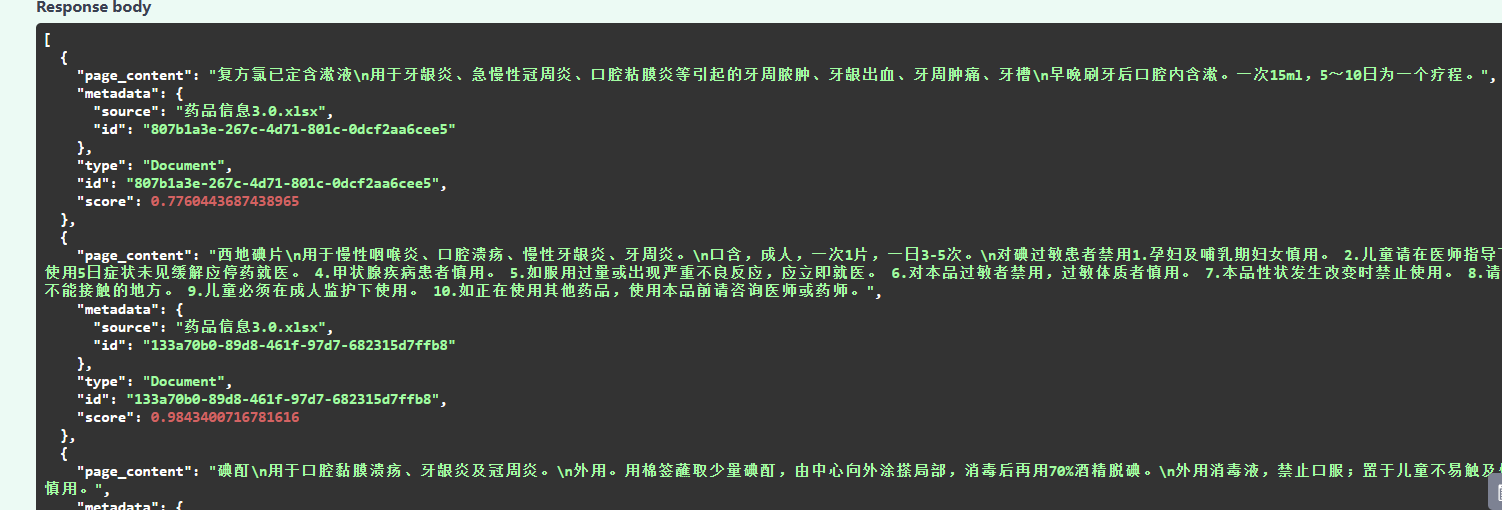 Response body
[
{
"page_content": "复方氯己定含漱液\n用于牙龈炎、急慢性冠周炎、口腔粘膜炎等引起的牙周脓肿、牙龈出血、牙周肿痛、牙槽\n早晚刷牙后口腔内含漱。一次15ml，5～10日为一个疗程。",
"metadata": {
"source": "药品信息3.0.xlsx",
"id": "807b1a3e-267c-4d71-801c-0dcf2aa6cee5"
},
"type": "Document",
"id": "807b1a3e-267c-4d71-801c-0dcf2aa6cee5",
"score": 0.7760443687438965
},
{
"page_content": "西地碘片\n用于慢性咽喉炎、口腔溃疡、慢性牙龈炎、牙周炎。\n口含，成人，一次1片，一日3-5次。\n对碘过敏患者禁用1.孕妇及哺乳期妇女慎用。 2.儿童请在医师指导
使用5日症状未见缓解应停药就医。 4.甲状腺疾病患者慎用。 5.如服用过量或出现严重不良反应，应立即就医。 6.对本品过敏者禁用，过敏体质者慎用。 7.本品性状发生改变时禁止使用。 8.请
不能接触的地方。 9.儿童必须在成人监护下使用。 10.如正在使用其他药品，使用本品前请咨询医师或药师。",
"metadata": {
"source": "药品信息3.0.xlsx",
"id": "133a70b0-89d8-461f-97d7-682315d7ffb8"
},
"type": "Document",
"id": "133a70b0-89d8-461f-97d7-682315d7ffb8",
"score": 0.9843400716781616
},
{
"page_content": "碘酊\n用于口腔黏膜溃疡、牙龈炎及冠周炎。\n外用。用棉签蘸取少量碘酊，由中心向外涂搽局部，消毒后再用70%酒精脱碘。\n外用消毒液，禁止口服；置于儿童不易触及
慎用。",
"metadata": {